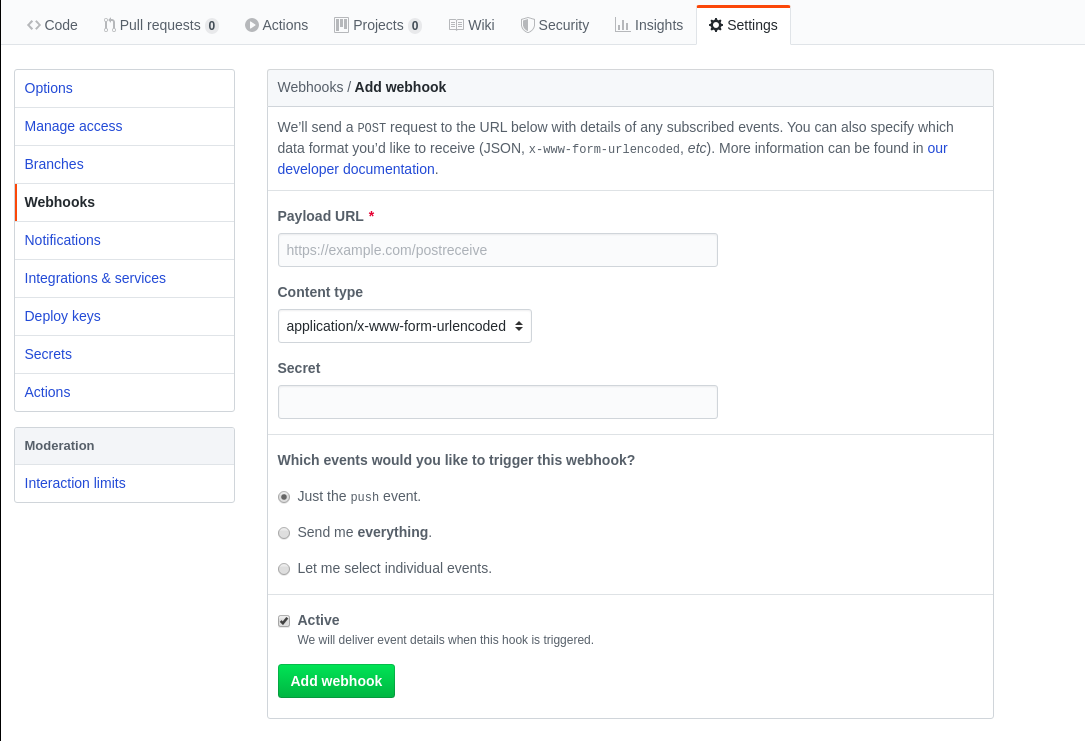 Code Pull requests 0 Actions Projects 0 Wiki Security Insights Settings
Options
Manage access
Branches
Webhooks
Notifications
Integrations & services
Deploy keys
Secrets
Actions
Moderation
Interaction limits
Webhooks / Add webhook
We’ll send a POST request to the URL below with details of any subscribed events. You can also specify which
data format you’d like to receive (JSON, x-www-form-urlencoded, etc). More information can be found in our
developer documentation.
Payload URL *
https://example.com/postreceive
Content type
application/x-www-form-urlencoded
Secret
Which events would you like to trigger this webhook?
Just the push event.
Send me everything.
Let me select individual events.
Active
We will deliver event details when this hook is triggered.
Add webhook